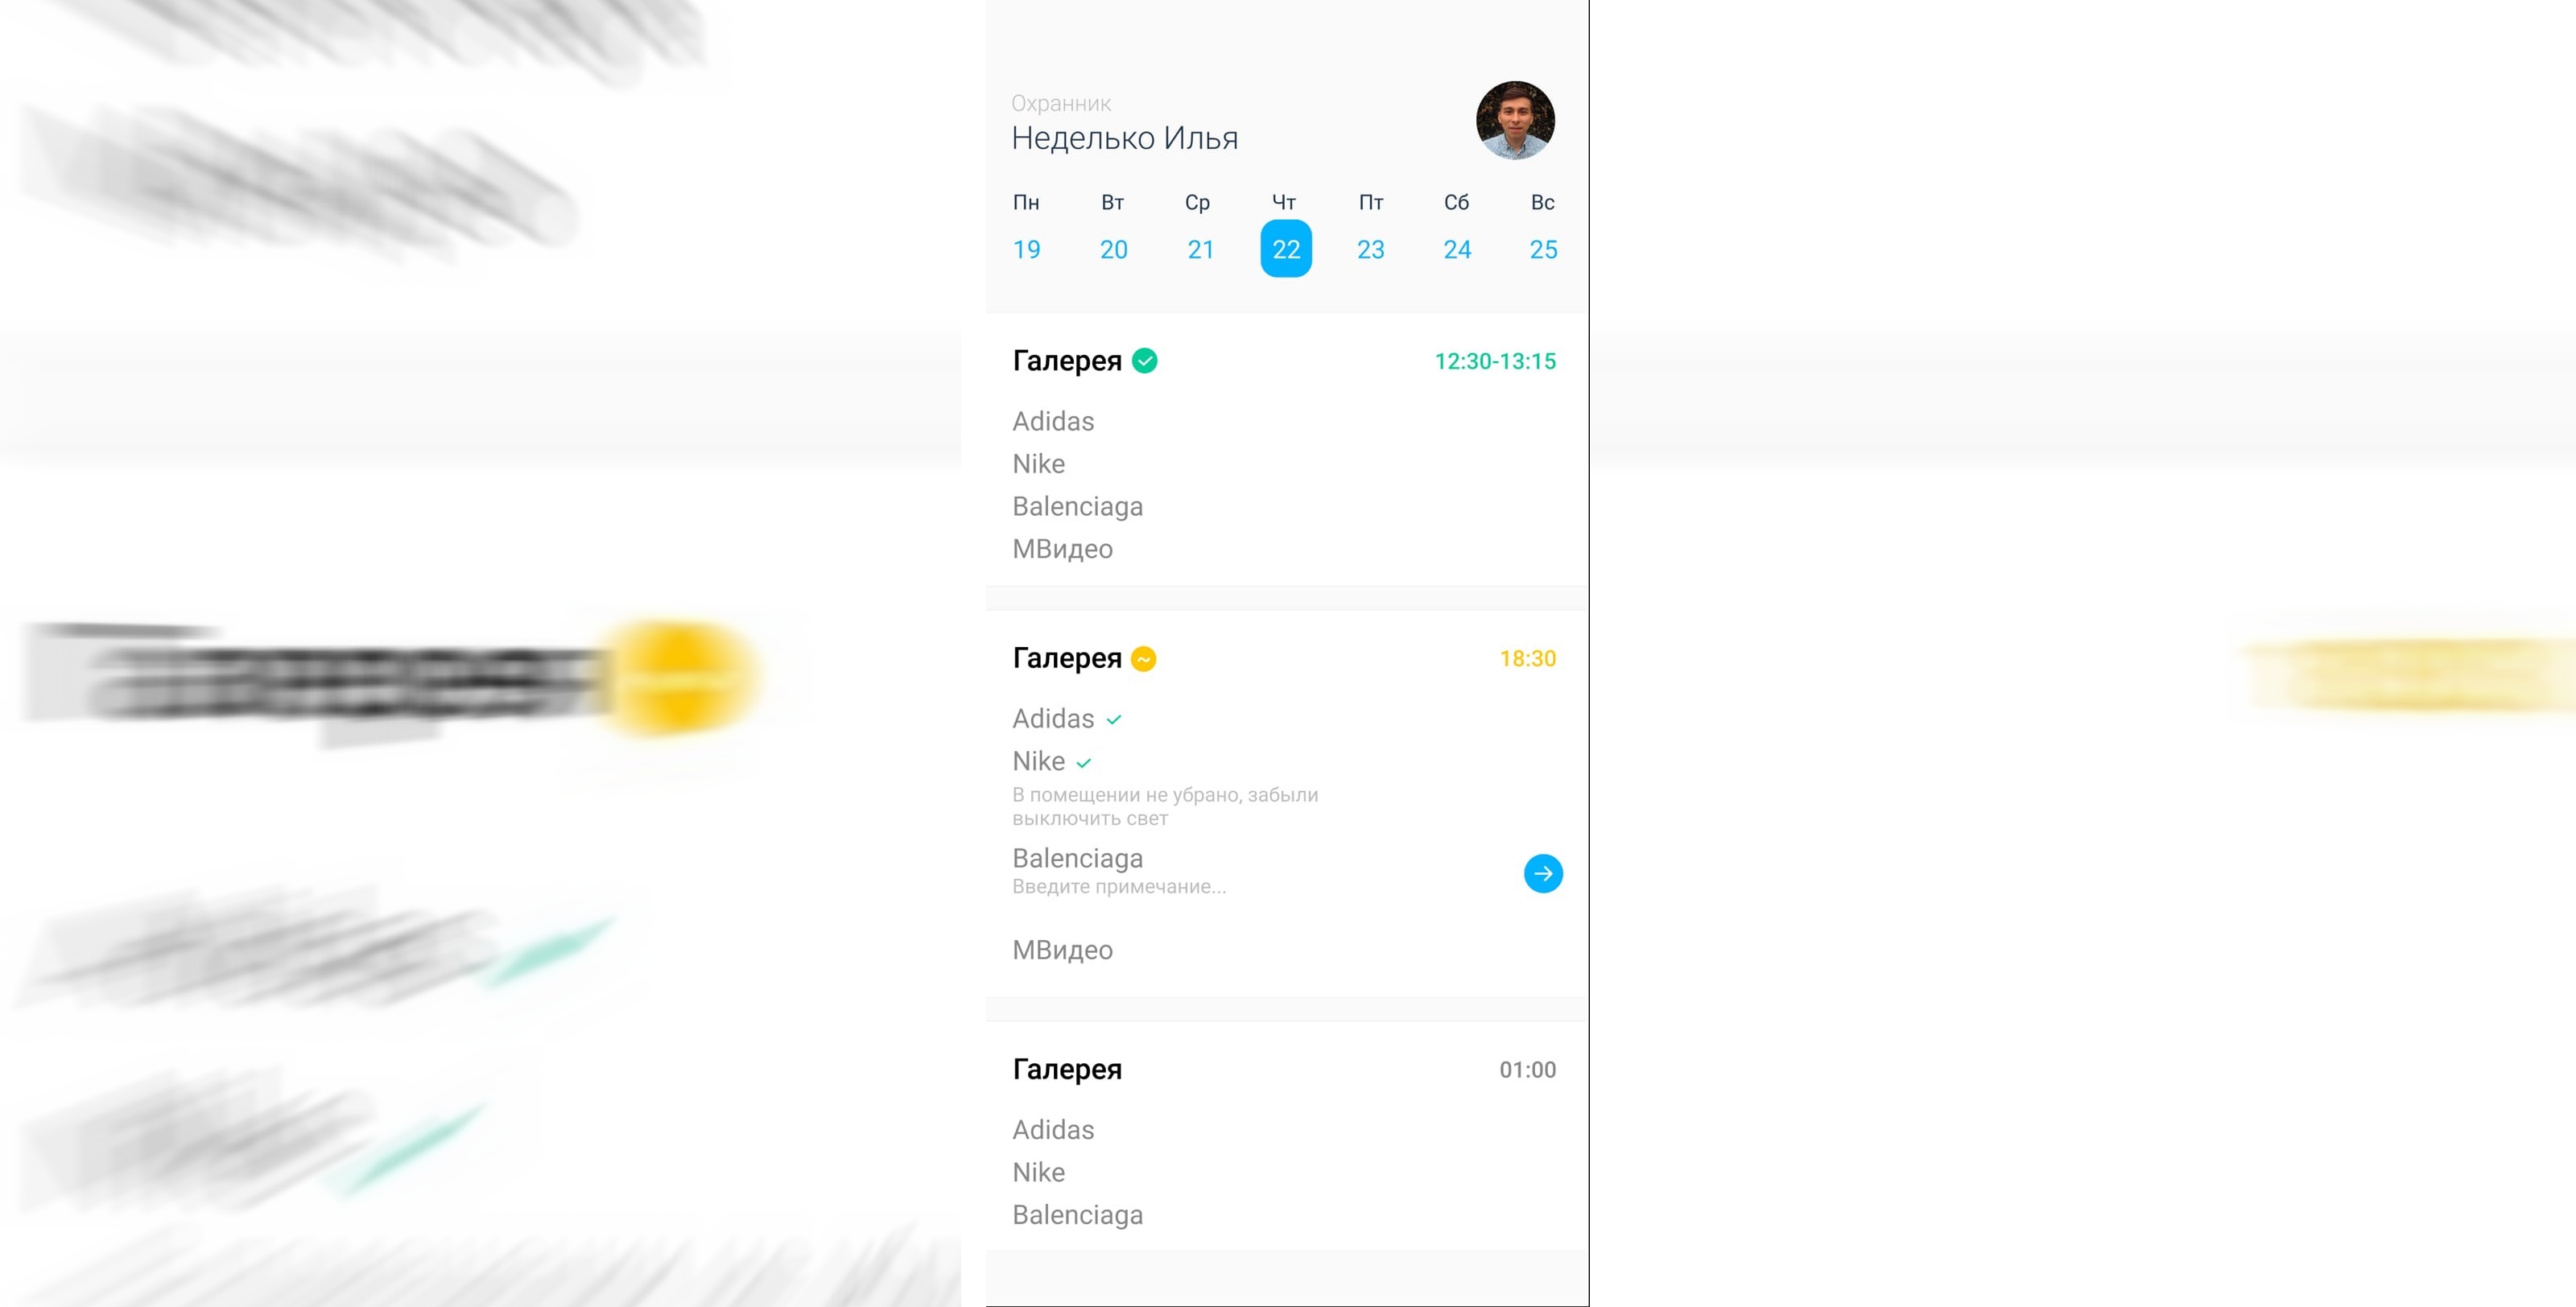 Охранник
Неделько Илья
Пн Вт Ср Чт Пт Сб Вс
19 20 21 22 23 24 25
Галерея 12:30-13:15
Adidas
Nike
Balenciaga
МВидео
Галерея 18:30
Adidas
Nike
В помещении не убрано, забыли
выключить свет
Balenciaga
Введите примечание...
МВидео
Галерея 01:00
Adidas
Nike
Balenciaga